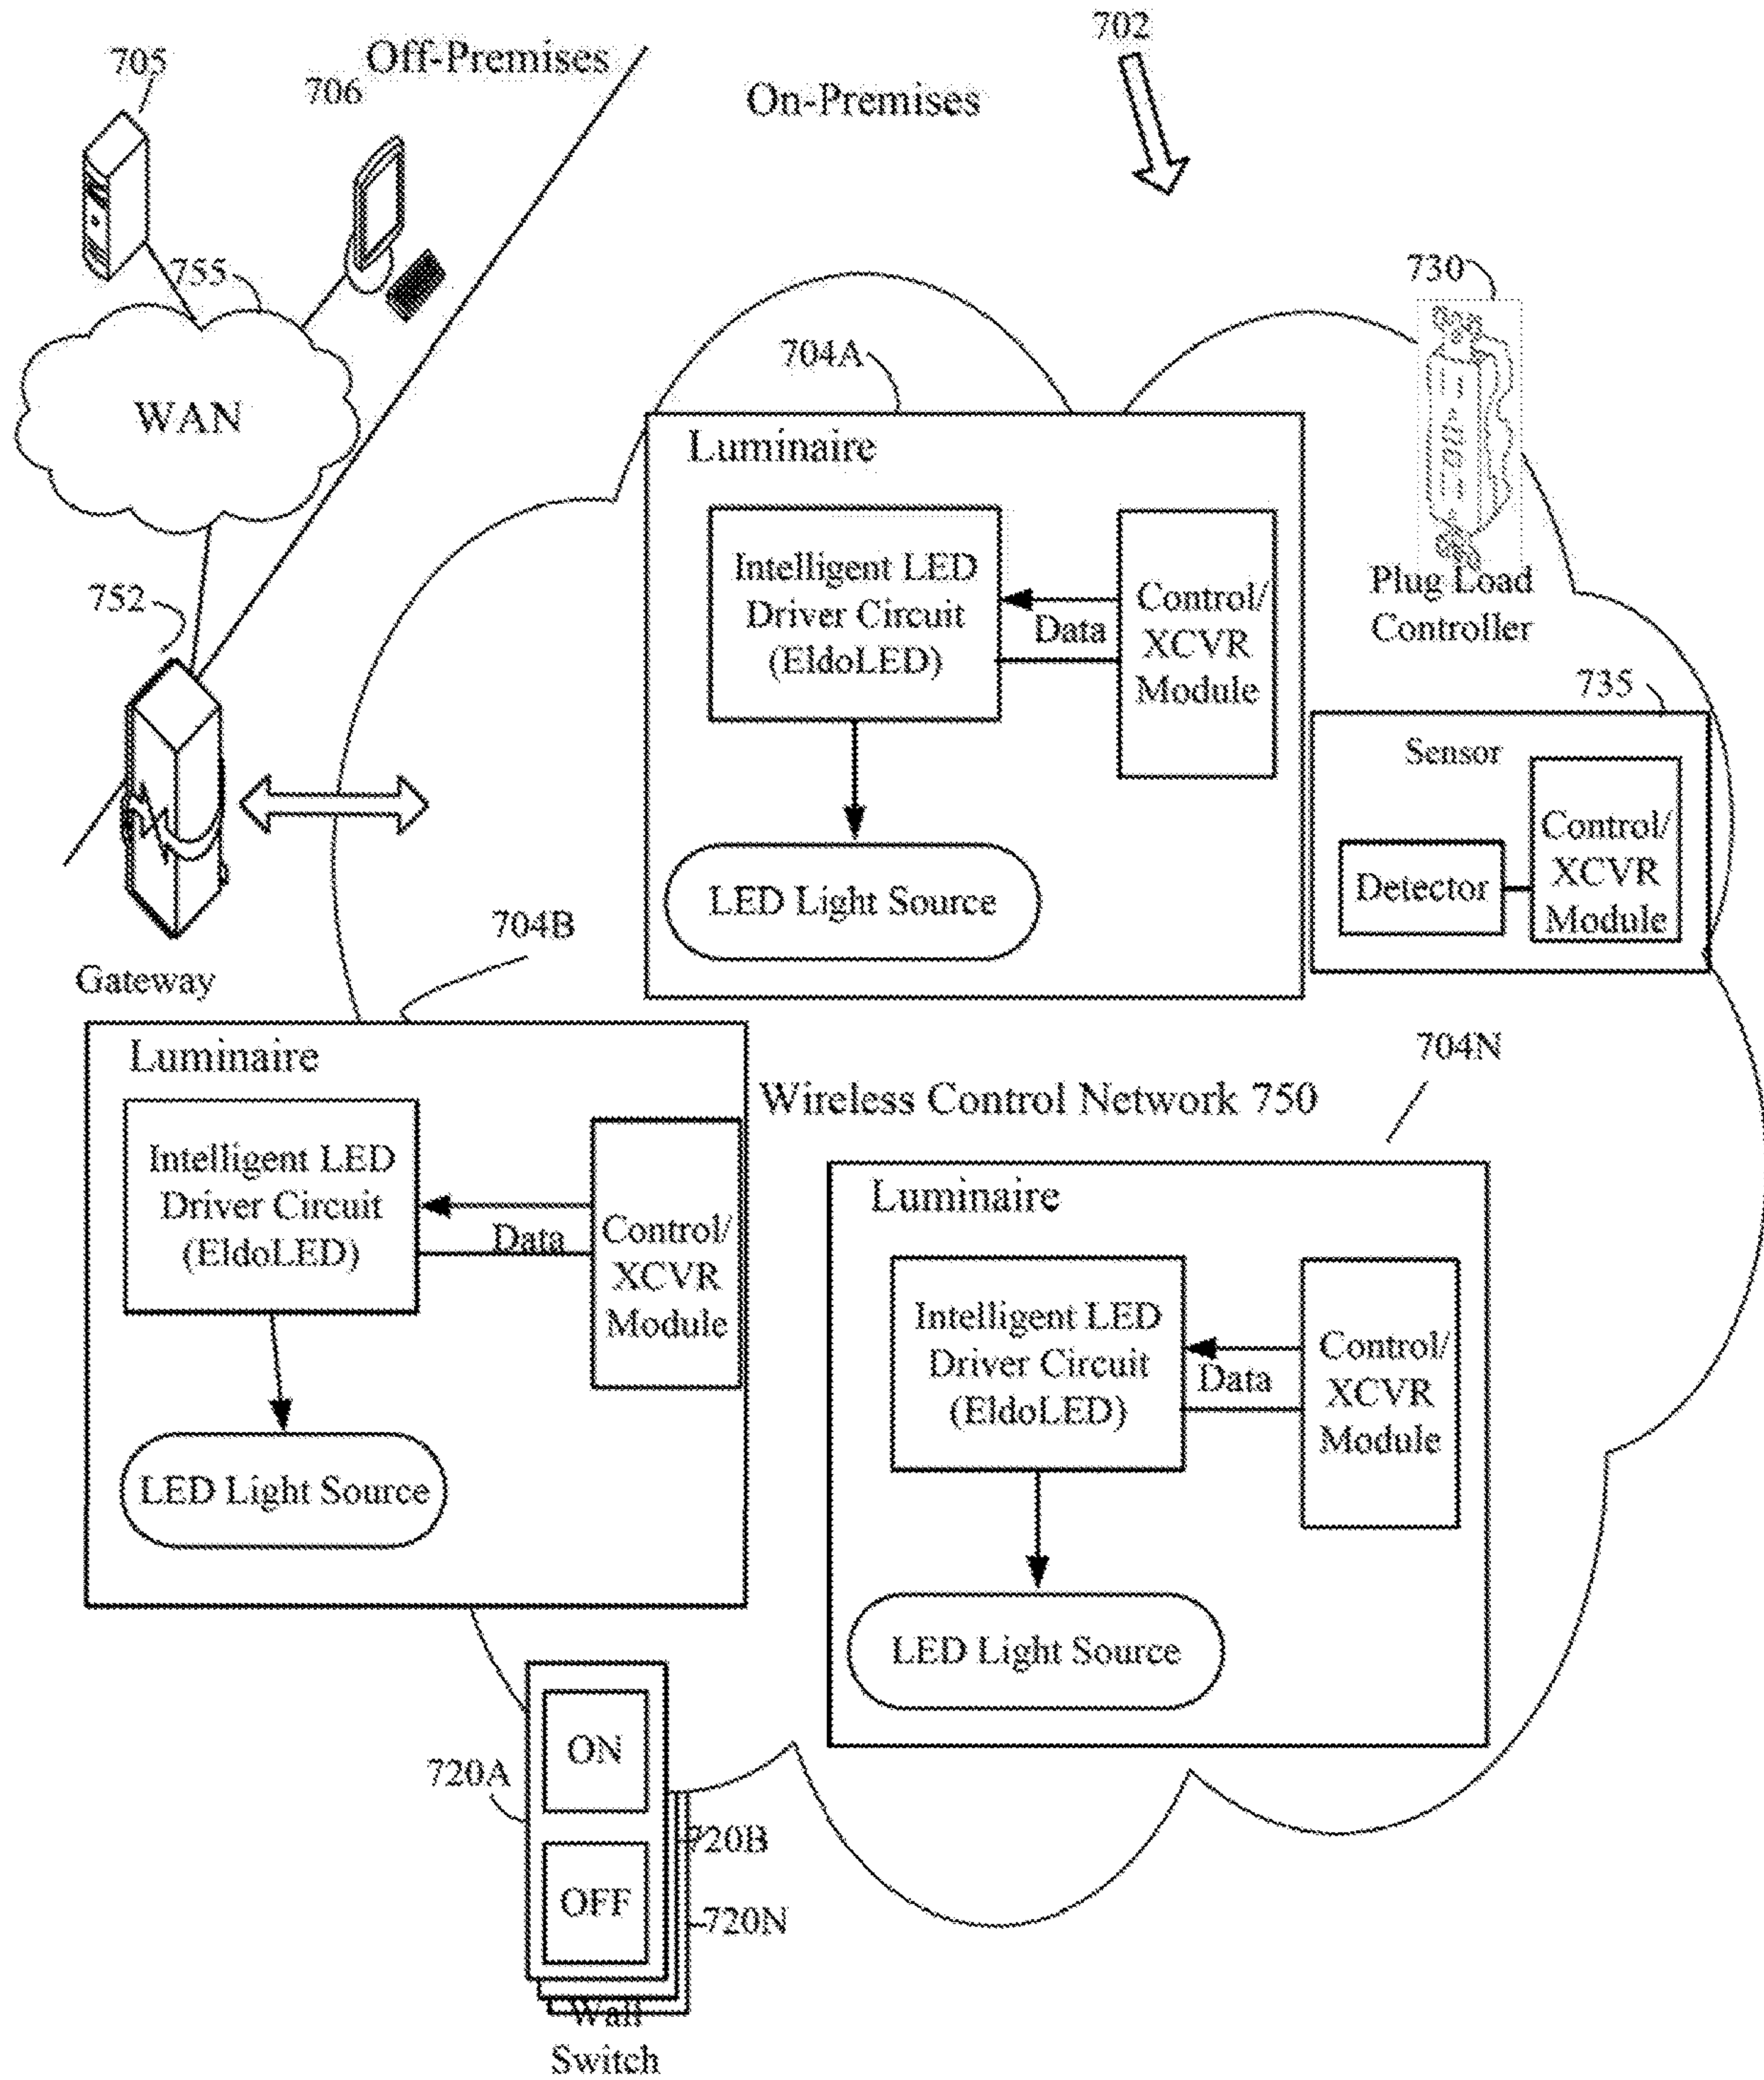 702
705
Off-Premises
706
On-Premises
755
730
WAN
704A
Luminaire
Intelligent LED
Driver Circuit
(EldoLED)
Data
Control/
XCVR
Module
LED Light Source
Plug Load
Controller
752
Gateway
735
Sensor
Detector
Control/
XCVR
Module
704B
Luminaire
Intelligent LED
Driver Circuit
(EldoLED)
Data
Control/
XCVR
Module
LED Light Source
Wireless Control Network 750
704N
Luminaire
Intelligent LED
Driver Circuit
(EldoLED)
Data
Control/
XCVR
Module
LED Light Source
ON
720A
720B
OFF
720N
Wall
Switch